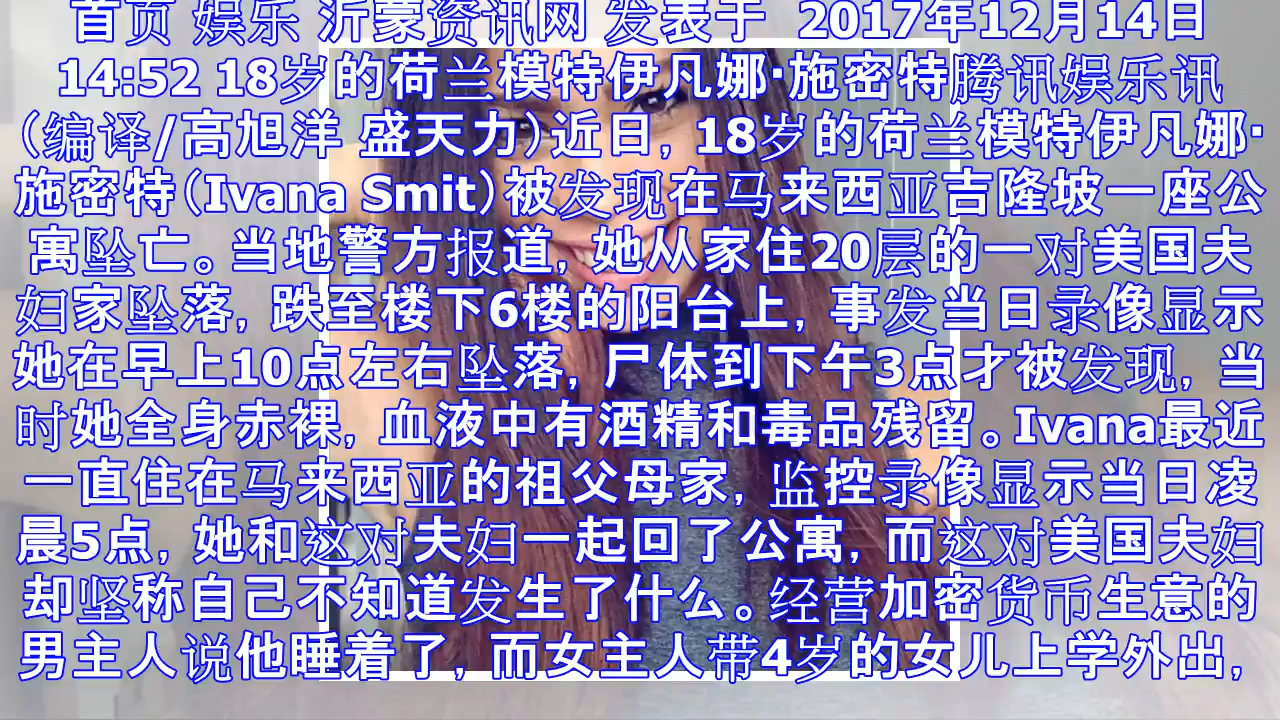 首页 娱乐 沂蒙资讯网 发表于 2017年12月14日
14:52 18岁的荷兰模特伊凡娜·施密特腾讯娱乐讯
(编译/高旭洋 盛天力)近日, 18岁的荷兰模特伊凡娜·
施密特(Ivana Smit)被发现在马来西亚吉隆坡一座公
寓坠亡。当地警方报道, 她从家住20层的一对美国夫
妇家坠落, 跌至楼下6楼的阳台上, 事发当日录像显示
她在早上10点左右坠落, 尸体到下午3点才被发现, 当
时她全身赤裸, 血液中有酒精和毒品残留。Ivana最近
一直住在马来西亚的祖父母家, 监控录像显示当日凌
晨5点, 她和这对夫妇一起回了公寓, 而这对美国夫妇
却坚称自己不知道发生了什么。经营加密货币生意的
男主人说他睡着了, 而女主人带4岁的女儿上学外出,